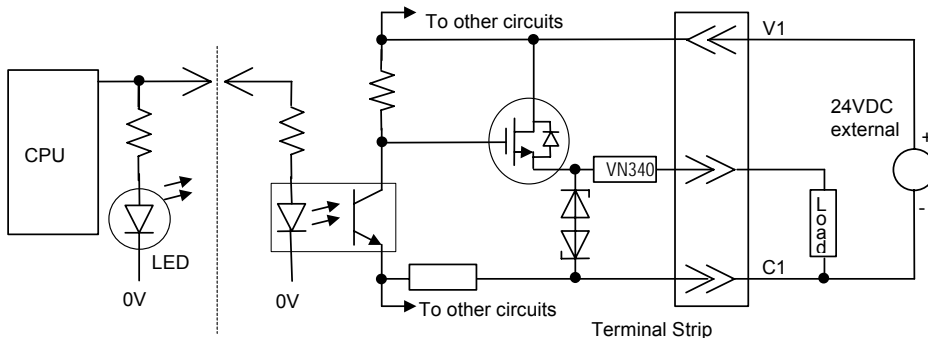 To other circuits
V1
CPU
24VDC
external
+
VN340
-
Load
LED
C1
0V
0V
To other circuits
Terminal Strip